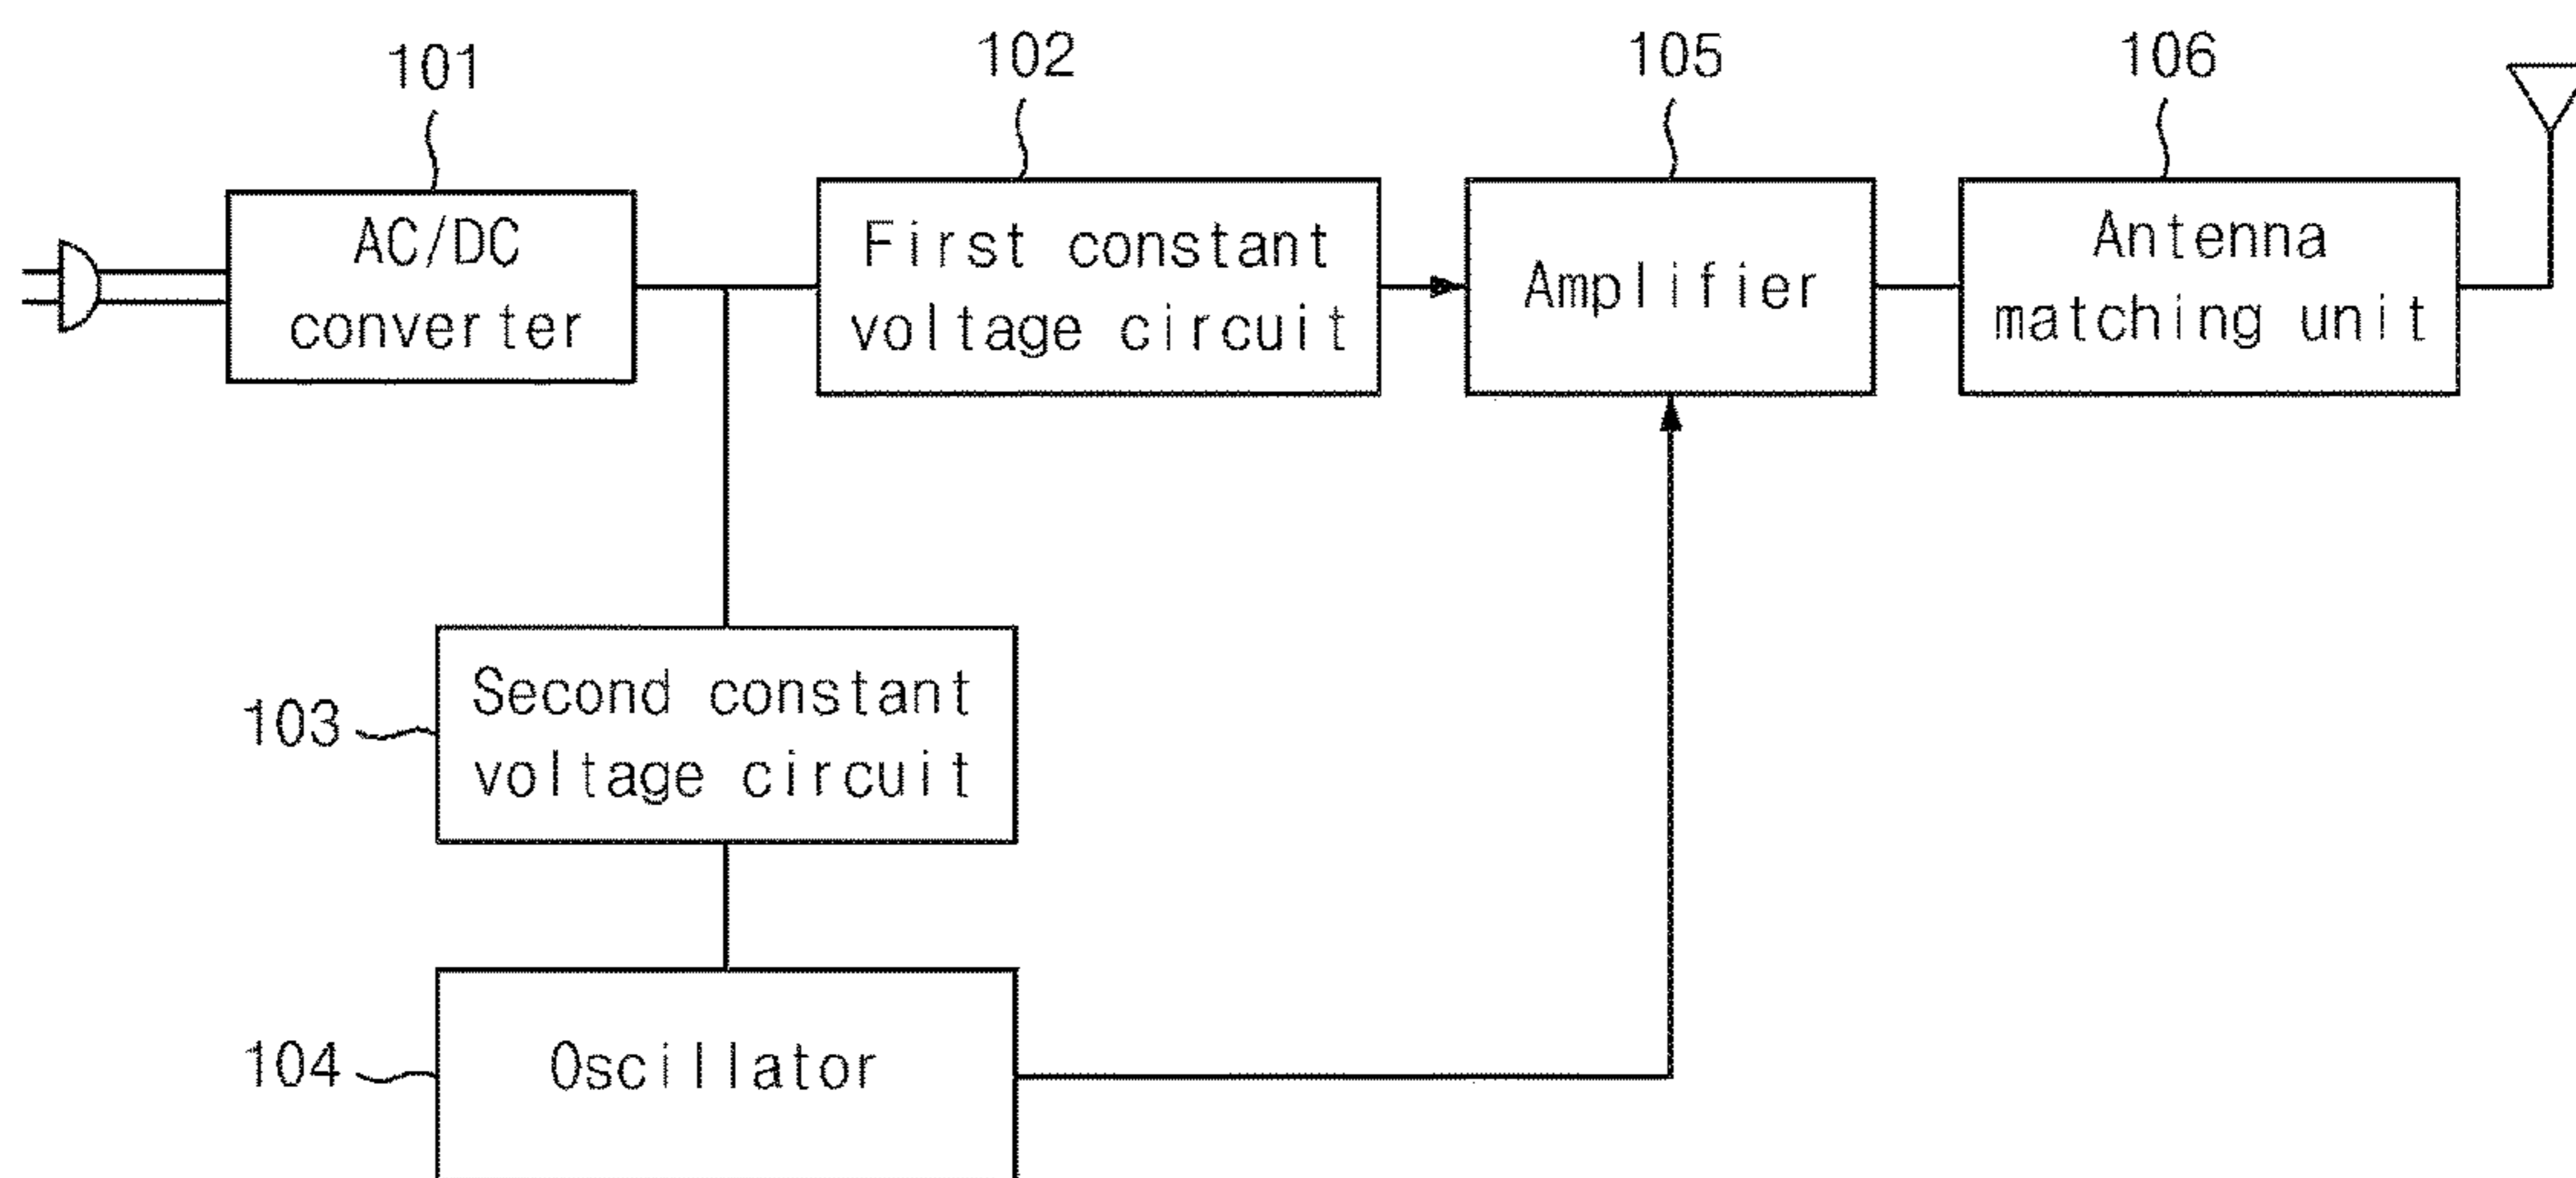 101
102
105
106
AC/DC
converter
First constant
voltage circuit
Amplifier
Antenna
matching unit
103
Second constant
voltage circuit
104
Oscillator